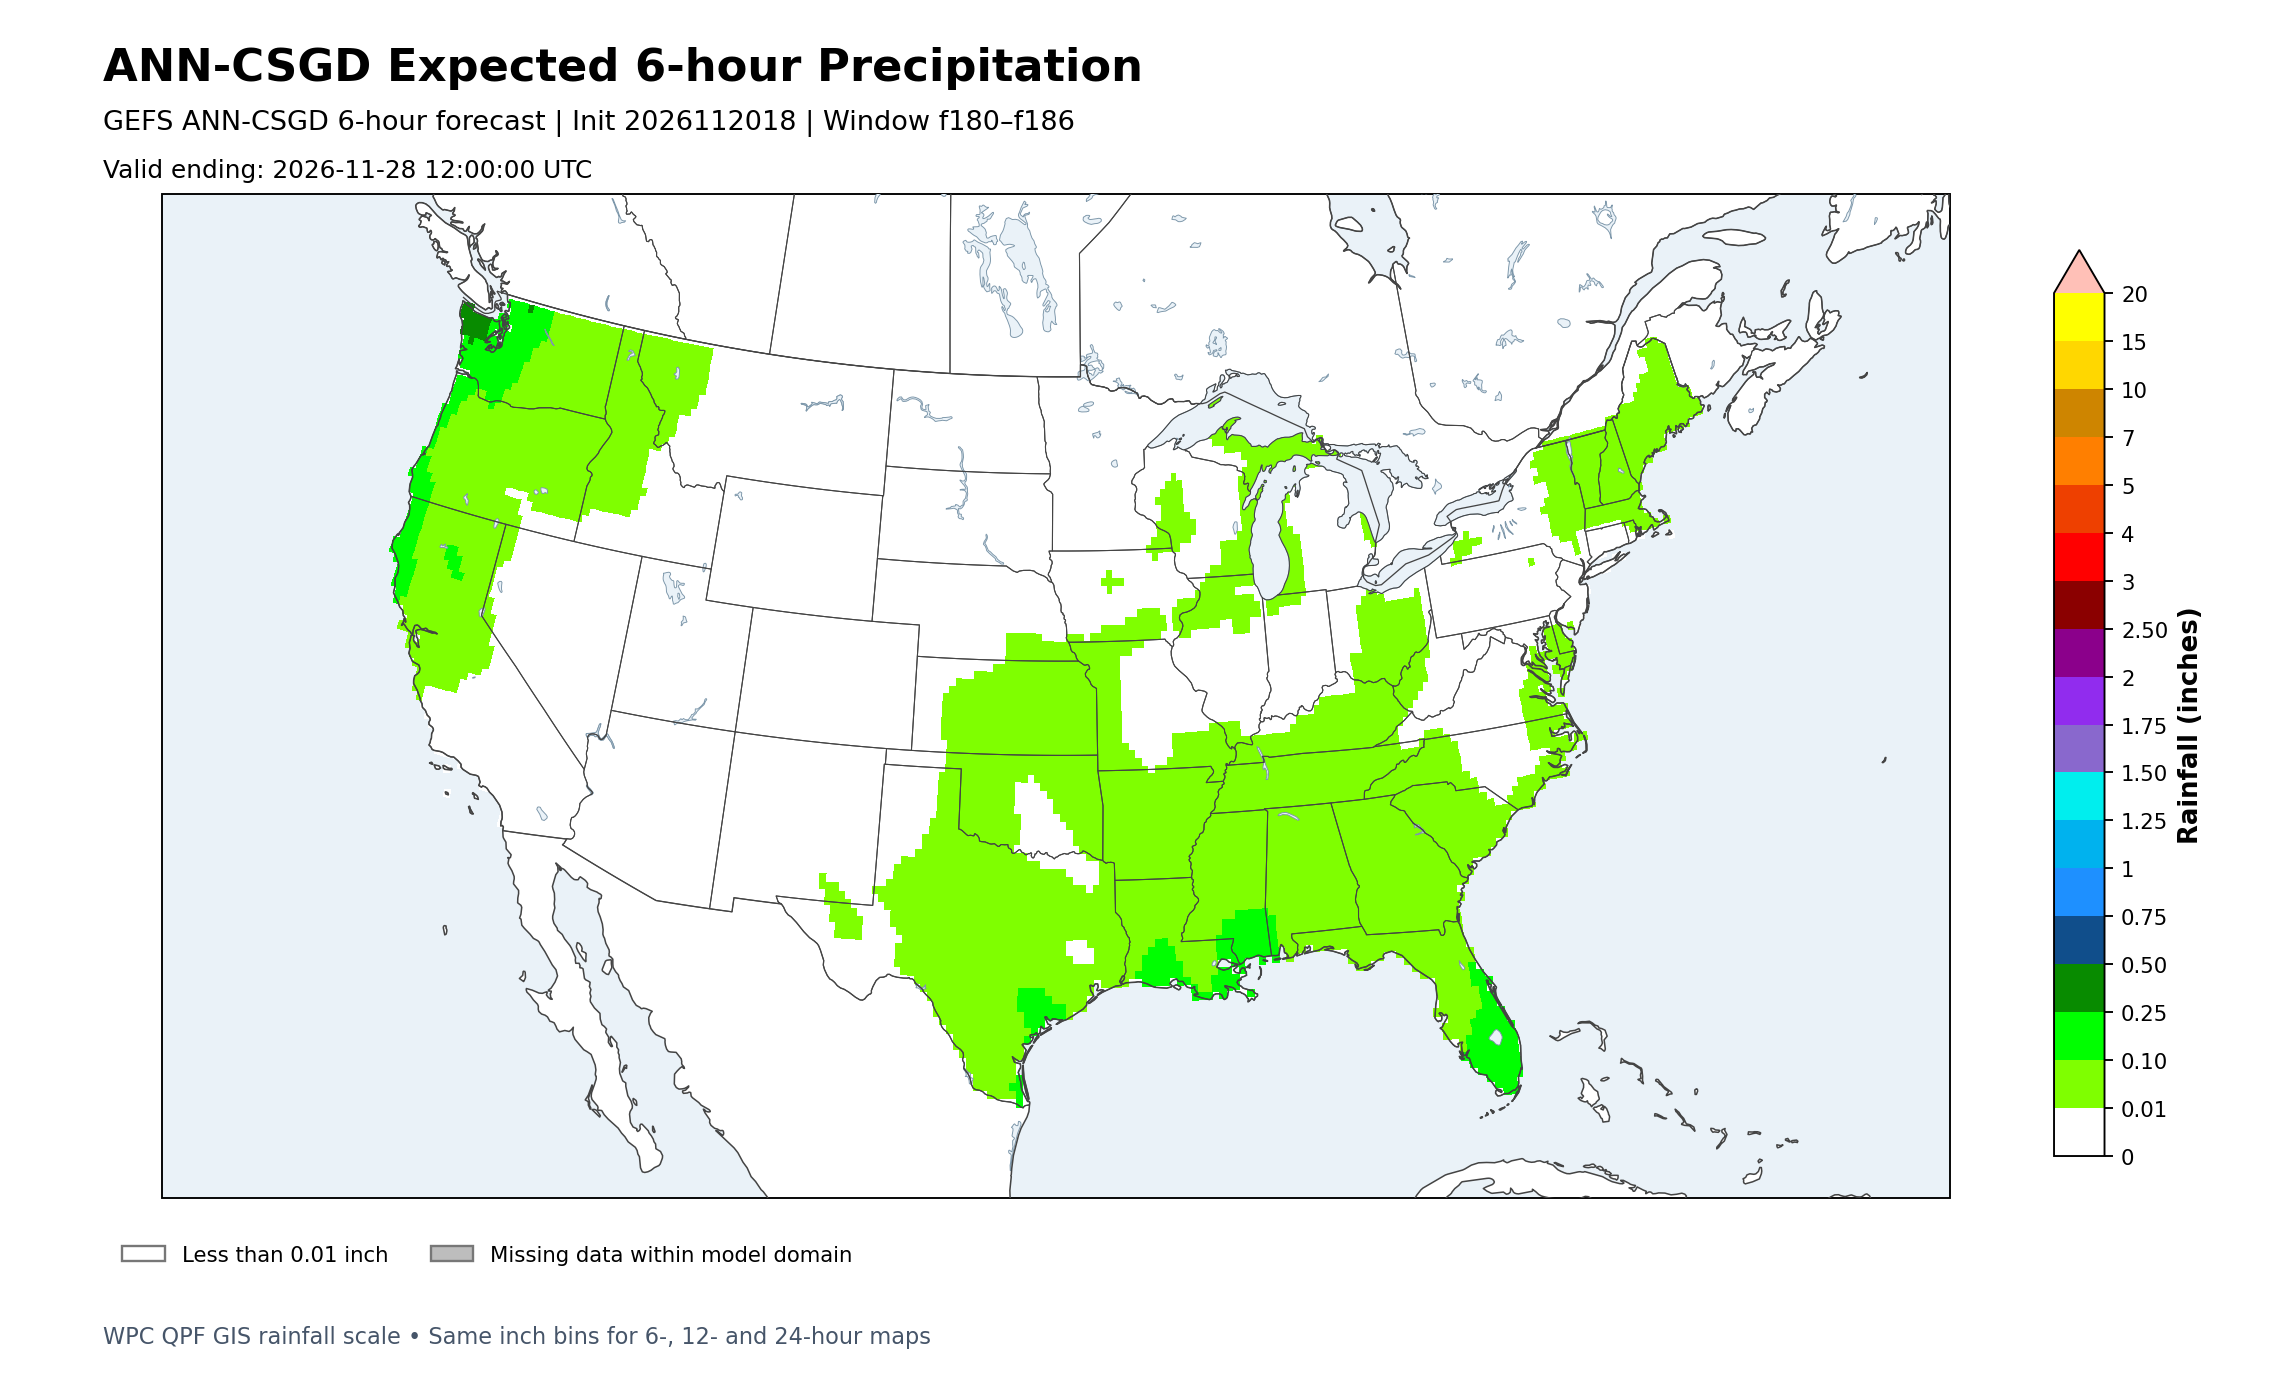 ANN-CSGD Expected 6-hour Precipitation
GEFS ANN-CSGD 6-hour forecast | Init 2026112018 | Window f180–f186
Valid ending: 2026-11-28 12:00:00 UTC
20
15
10
7
5
4
3
2.50
2
1.75
1.50
1.25
1
0.75
0.50
0.25
0.10
0.01
0
Rainfall (inches)
Less than 0.01 inch
Missing data within model domain
WPC QPF GIS rainfall scale • Same inch bins for 6-, 12- and 24-hour maps